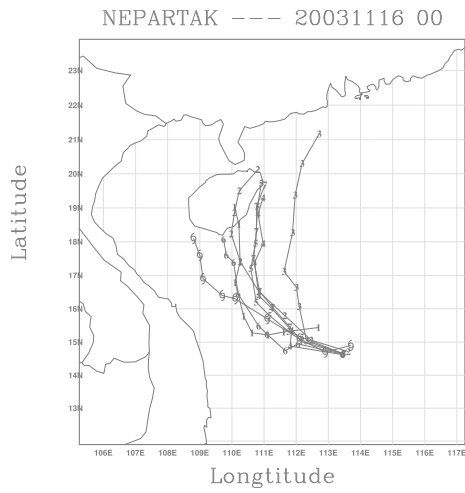 NEPARTAK --- 20031116 00
23N
22N
21N
20N
19N
18N
17N
16N
15N
14N
13N
Latitude
106E 107E 108E 109E 110E 111E 112E 113E 114E 115E 116E 117E
Longtitude